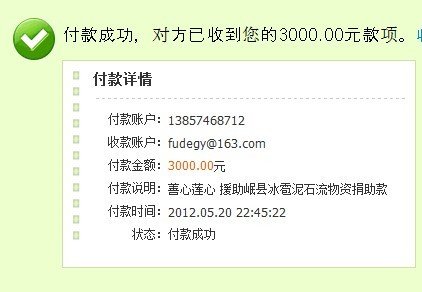 付款成功，对方已收到您的3000.00元款项。
付款详情
付款账户：13857468712
收款账户：fudegy@163.com
付款金额：3000.00元
付款说明：善心莲心 援助岷县冰雹泥石流物资捐助款
付款时间：2012.05.20 22:45:22
状态：付款成功